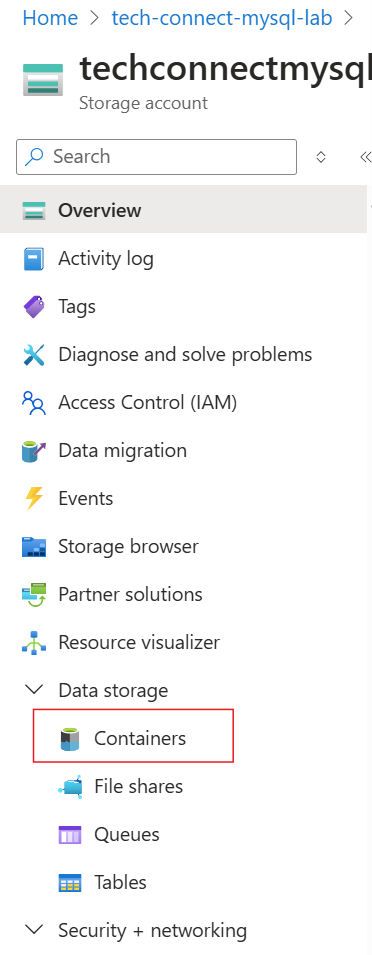 Home > tech-connect-mysql-lab >
techconnectmysql
Storage account
Search
Overview
Activity log
Tags
Diagnose and solve problems
Access Control (IAM)
Data migration
Events
Storage browser
Partner solutions
Resource visualizer
Data storage
Containers
File shares
Queues
Tables
Security + networking